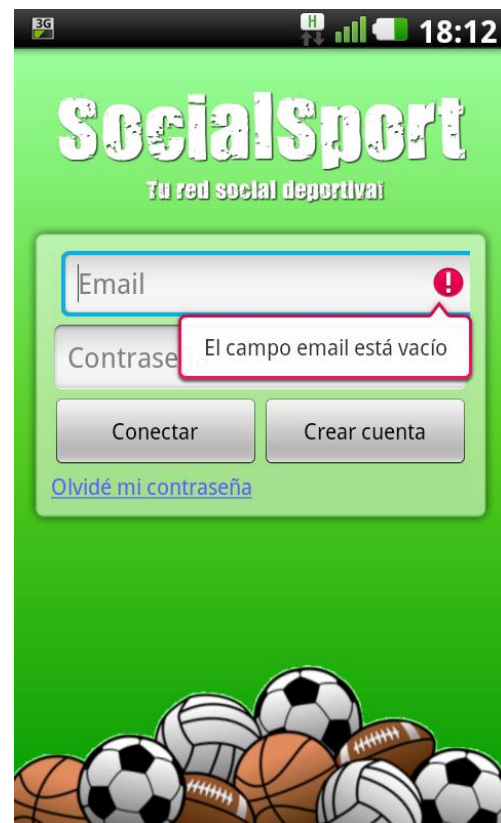 3G
H
18:12
SocialSport
Tu red social deportiva!
Email
El campo email está vacío
Contrase
Conectar
Crear cuenta
Olvidé mi contraseña